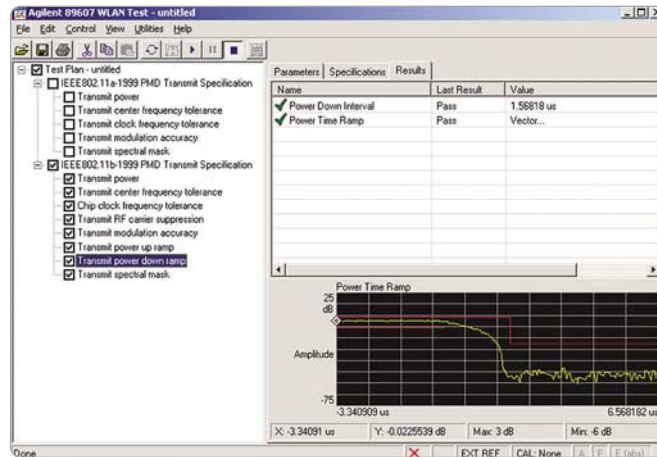 Agilent 89607 WLAN Test - untitled
File Edit Control View Utilities Help
Test Plan - untitled
IEEE802.11a-1999 PMD Transmit Specification
Transmit power
Transmit center frequency tolerance
Transmit clock frequency tolerance
Transmit modulation accuracy
Transmit spectral mask
IEEE802.11b-1999 PMD Transmit Specification
Transmit power
Transmit center frequency tolerance
Chip clock frequency tolerance
Transmit RF carrier suppression
Transmit modulation accuracy
Transmit power up ramp
Transmit power down ramp
Transmit spectral mask
Parameters Specifications Results
Name Last Result Value
Power Down Interval Pass 1.56818 us
Power Time Ramp Pass Vector...
Power Time Ramp
25
dB
Amplitude
-75
-3.340909 us 6.568182 us
X: -3.34091 us Y: -0.0225539 dB Max: 3 dB Min: -6 dB
Done EXT REF CAL: None A F E (abs)